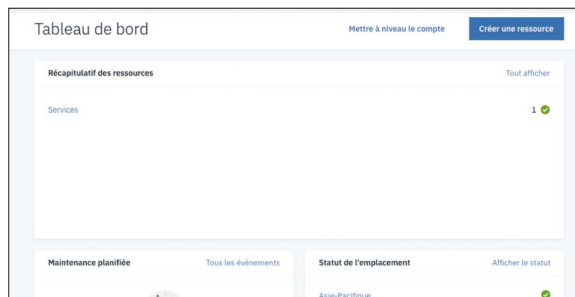 Tableau de bord
Mettre à niveau le compte
Créer une ressource
Récapitulatif des ressources
Tout afficher
Services
1
Maintenance planifiée
Tous les événements
Statut de l'emplacement
Afficher le statut
Asie-Pacifique